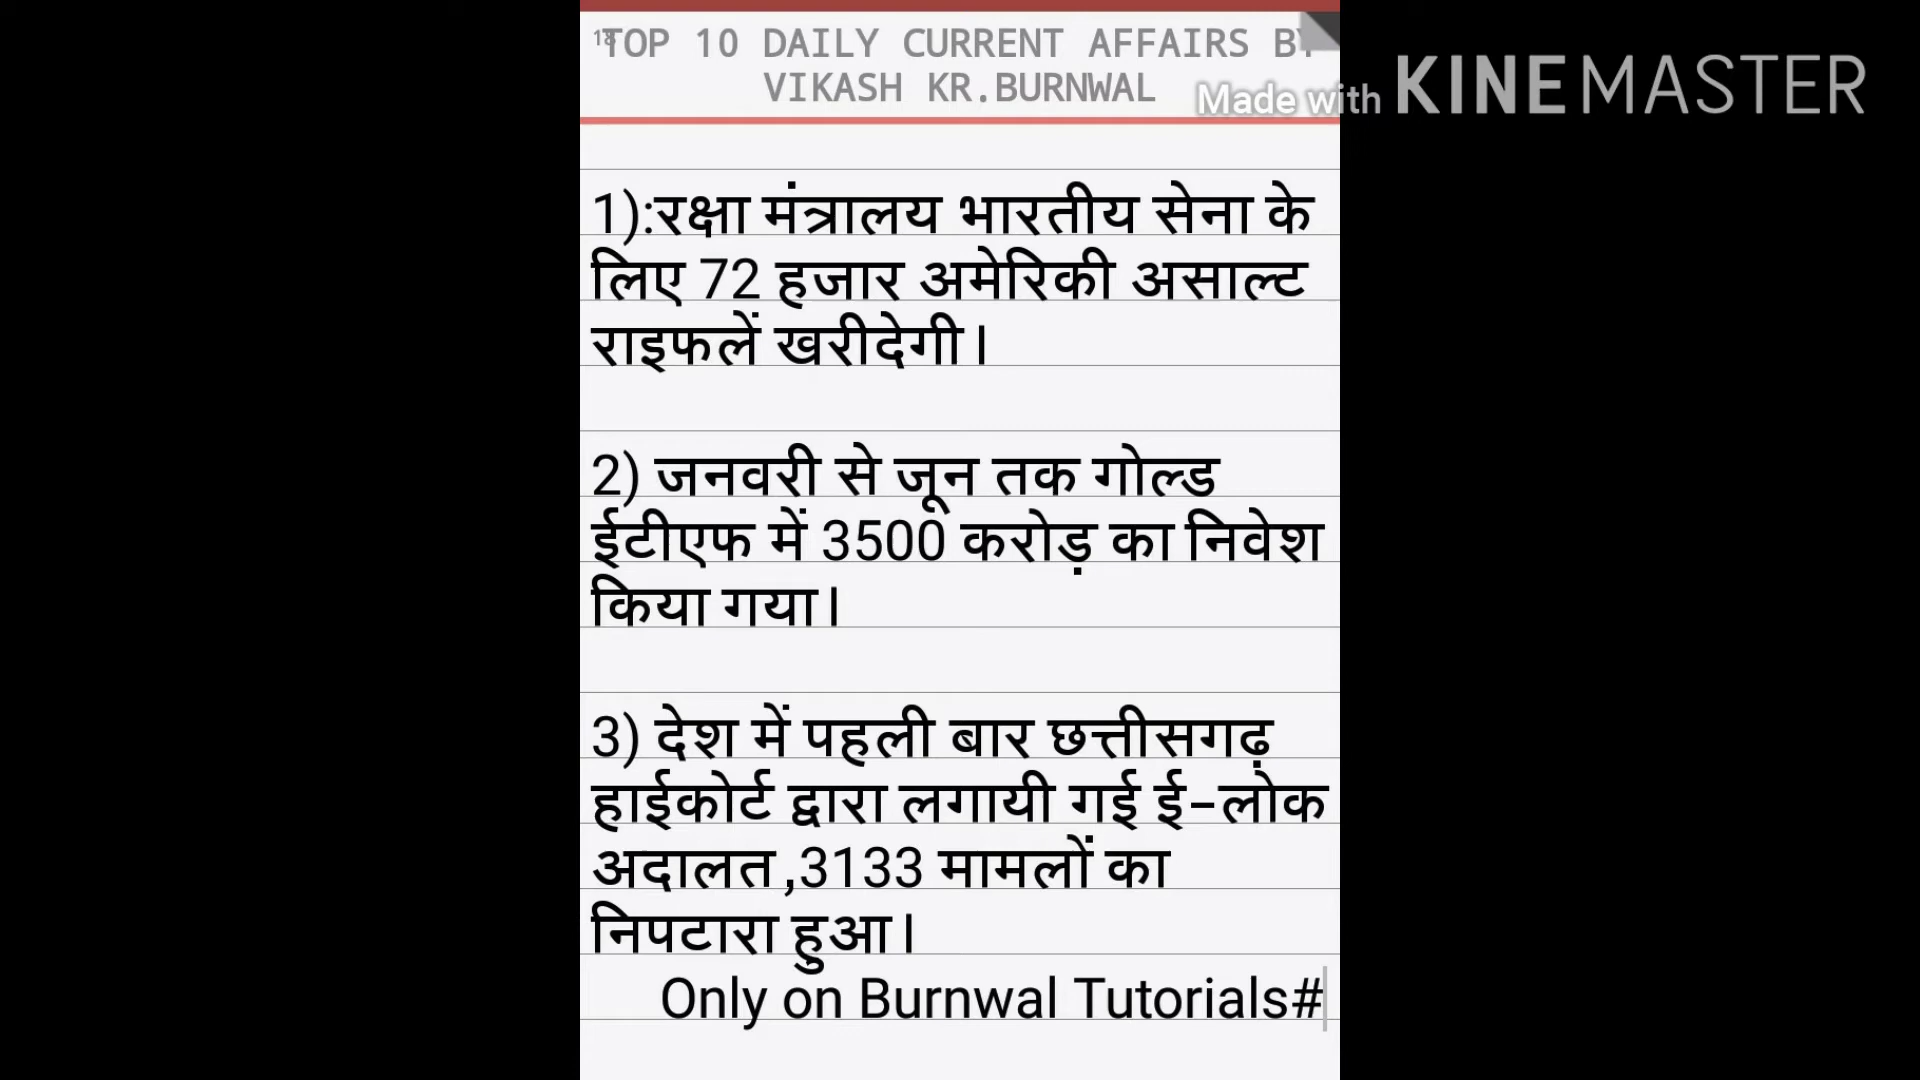 18
TOP 10 DAILY CURRENT AFFAIRS BY
VIKASH KR.BURNWAL
Made with KINEMASTER
1):रक्षा मंत्रालय भारतीय सेना के
लिए 72 हजार अमेरिकी असाल्ट
राइफलें खरीदेगी।
2) जनवरी से जून तक गोल्ड
ईटीएफ में 3500 करोड़ का निवेश
किया गया।
3) देश में पहली बार छत्तीसगढ़
हाईकोर्ट द्वारा लगायी गई ई-लोक
अदालत,3133 मामलों का
निपटारा हुआ।
Only on Burnwal Tutorials#